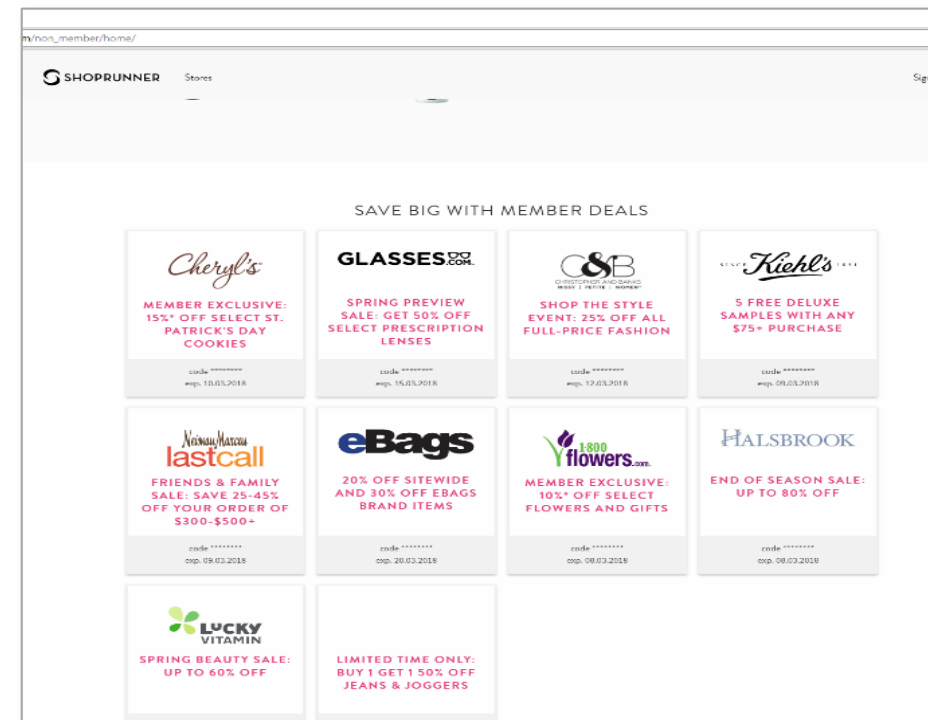 m/non_member/home/
SHOPRUNNER Stores
SAVE BIG WITH MEMBER DEALS
Cheryl's
MEMBER EXCLUSIVE:
15%* OFF SELECT ST.
PATRICK'S DAY
COOKIES
code ********
exp. 10.03.2018
GLASSES.COM.
SPRING PREVIEW
SALE: GET 50% OFF
SELECT PRESCRIPTION
LENSES
code ********
exp. 15.03.2018
C&B
CHRISTOPHER AND BANKS
MISSY | PETITE | WOMEN
SHOP THE STYLE
EVENT: 25% OFF ALL
FULL-PRICE FASHION
code ********
exp. 12.03.2018
SINCE Kiehl's 1851
5 FREE DELUXE
SAMPLES WITH ANY
$75+ PURCHASE
code ********
exp. 09.03.2018
Neiman Marcus
lastcall
FRIENDS & FAMILY
SALE: SAVE 25-45%
OFF YOUR ORDER OF
$300-$500+
code ********
exp. 09.03.2018
eBags
20% OFF SITEWIDE
AND 30% OFF EBAGS
BRAND ITEMS
code ********
exp. 20.03.2018
1-800
flowers.com.
MEMBER EXCLUSIVE:
10%* OFF SELECT
FLOWERS AND GIFTS
code ********
exp. 08.03.2018
HALSBROOK
END OF SEASON SALE:
UP TO 80% OFF
code ********
exp. 08.03.2018
LUCKY
VITAMIN
SPRING BEAUTY SALE:
UP TO 60% OFF
LIMITED TIME ONLY:
BUY 1 GET 1 50% OFF
JEANS & JOGGERS